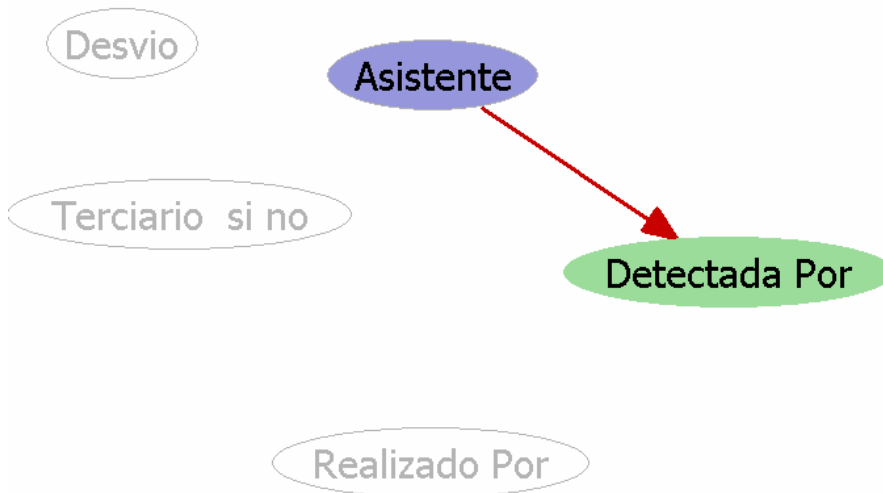 Desvio
Asistente
Terciario si no
Detectada Por
Realizado Por